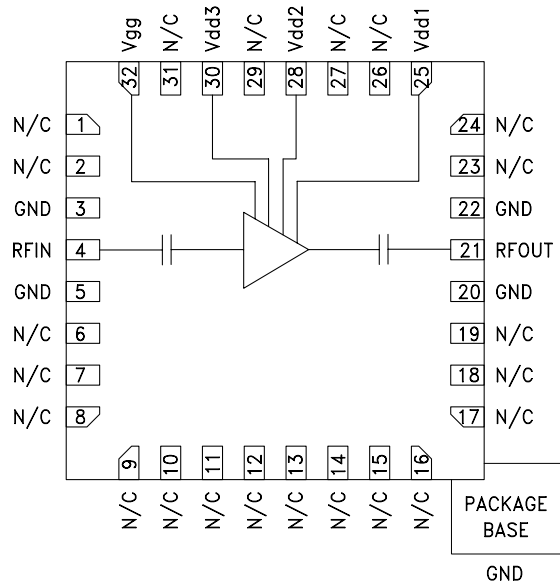 Vgg N/C Vdd3 N/C Vdd2 N/C N/C Vdd1
32 31 30 29 28 27 26 25
N/C 1 24 N/C
N/C 2 23 N/C
GND 3 22 GND
RFIN 4 21 RFOUT
GND 5 20 GND
N/C 6 19 N/C
N/C 7 18 N/C
N/C 8 17 N/C
9 10 11 12 13 14 15 16
N/C N/C N/C N/C N/C N/C N/C N/C
PACKAGE
BASE
GND